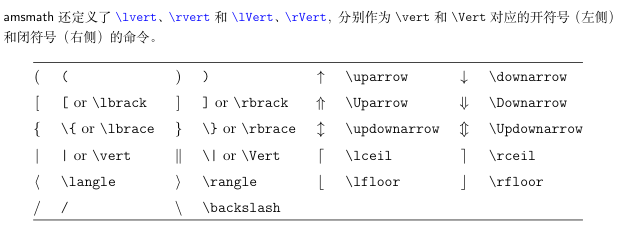 amsmath 还定义了 \lvert、\rvert 和 \lVert、\rVert, 分别作为 \vert 和 \Vert 对应的开符号 (左侧)
和闭符号（右侧）的命令。
( ( ) ) ↑ \uparrow ↓ \downarrow
[ [ or \lbrack ] ] or \rbrack ⇑ \Uparrow ⇓ \Downarrow
{ \{ or \lbrace } \} or \rbrace ↕ \updownarrow ⇕ \Updownarrow
| | or \vert ‖ \| or \Vert ⌈ \lceil ⌉ \rceil
⟨ \langle ⟩ \rangle ⌊ \lfloor ⌋ \rfloor
/ / \ \backslash